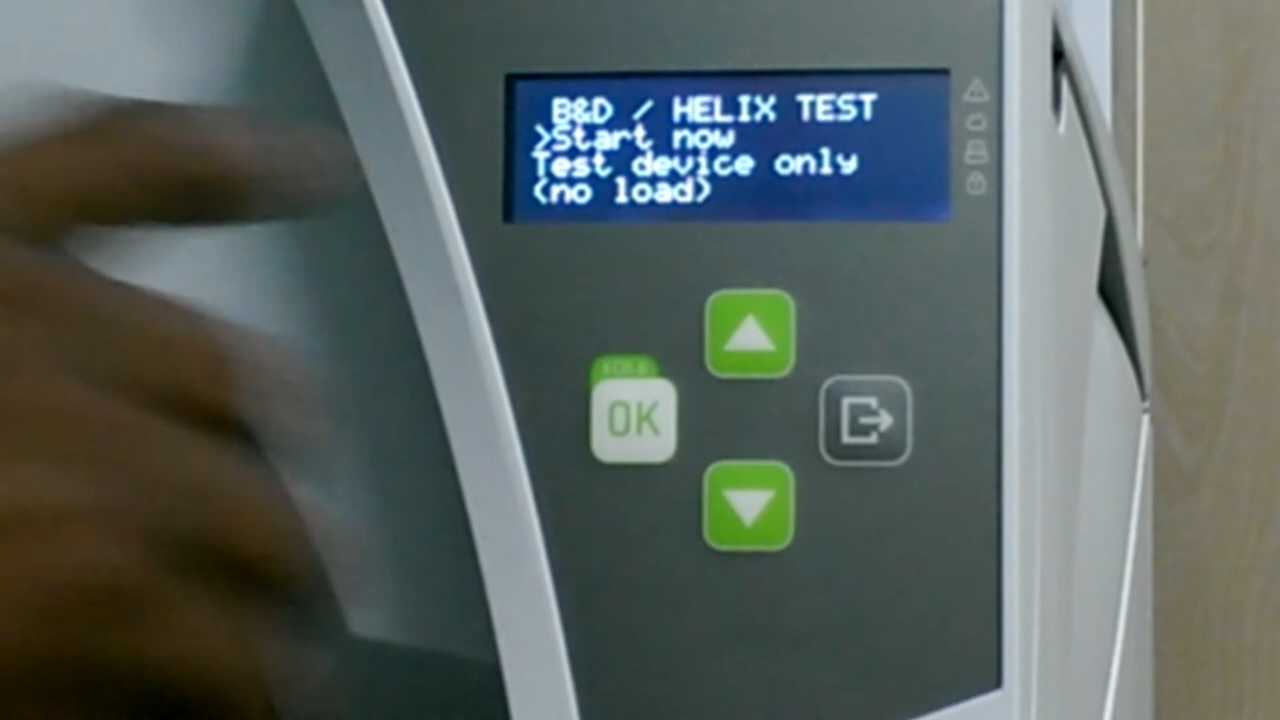 B&D / HELIX TEST
>Start now
Test device only
(no load)
OK